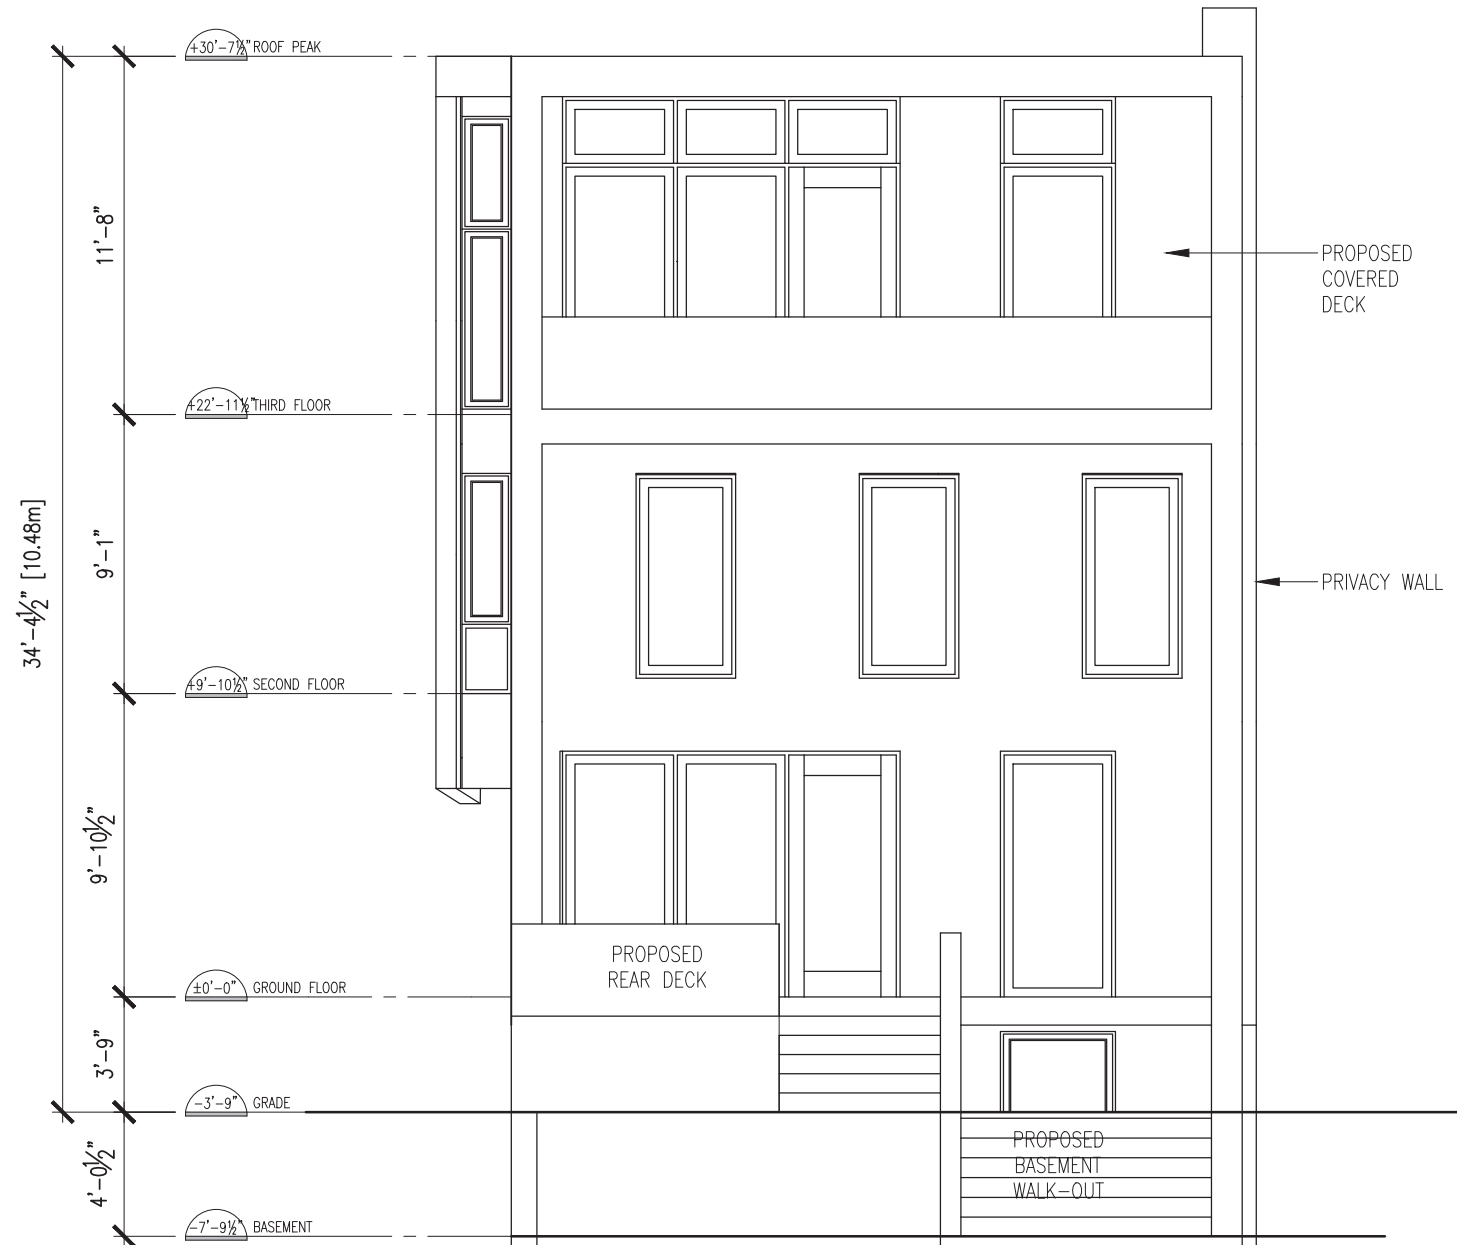 +30'-7½" ROOF PEAK
11'-8"
PROPOSED
COVERED
DECK
+22'-11½" THIRD FLOOR
34'-4½" [10.48m]
9'-1"
PRIVACY WALL
+9'-10½" SECOND FLOOR
9'-10½"
PROPOSED
REAR DECK
±0'-0" GROUND FLOOR
3'-9"
-3'-9" GRADE
4'-0½"
PROPOSED
BASEMENT
WALK-OUT
-7'-9½" BASEMENT